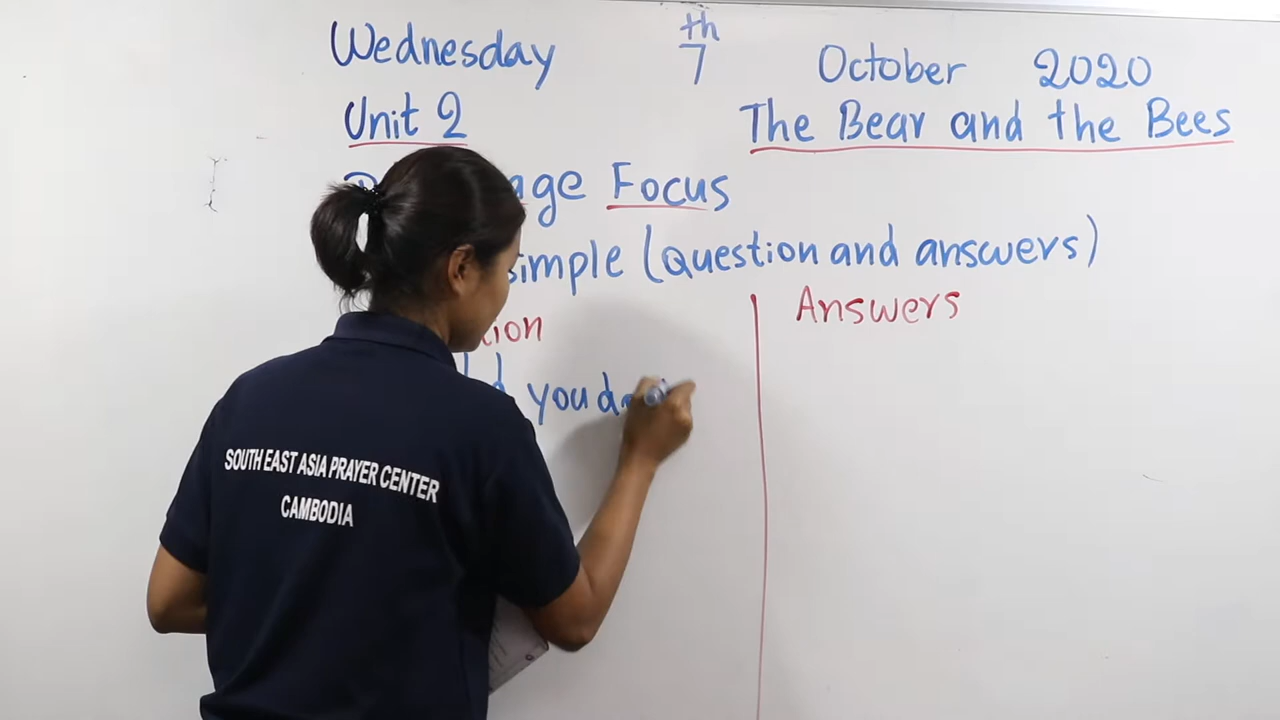 Wednesday 7th October 2020
Unit 2 The Bear and the Bees
Focus
simple (question and answers)
Answers
you
SOUTH EAST ASIA PRAYER CENTER
CAMBODIA